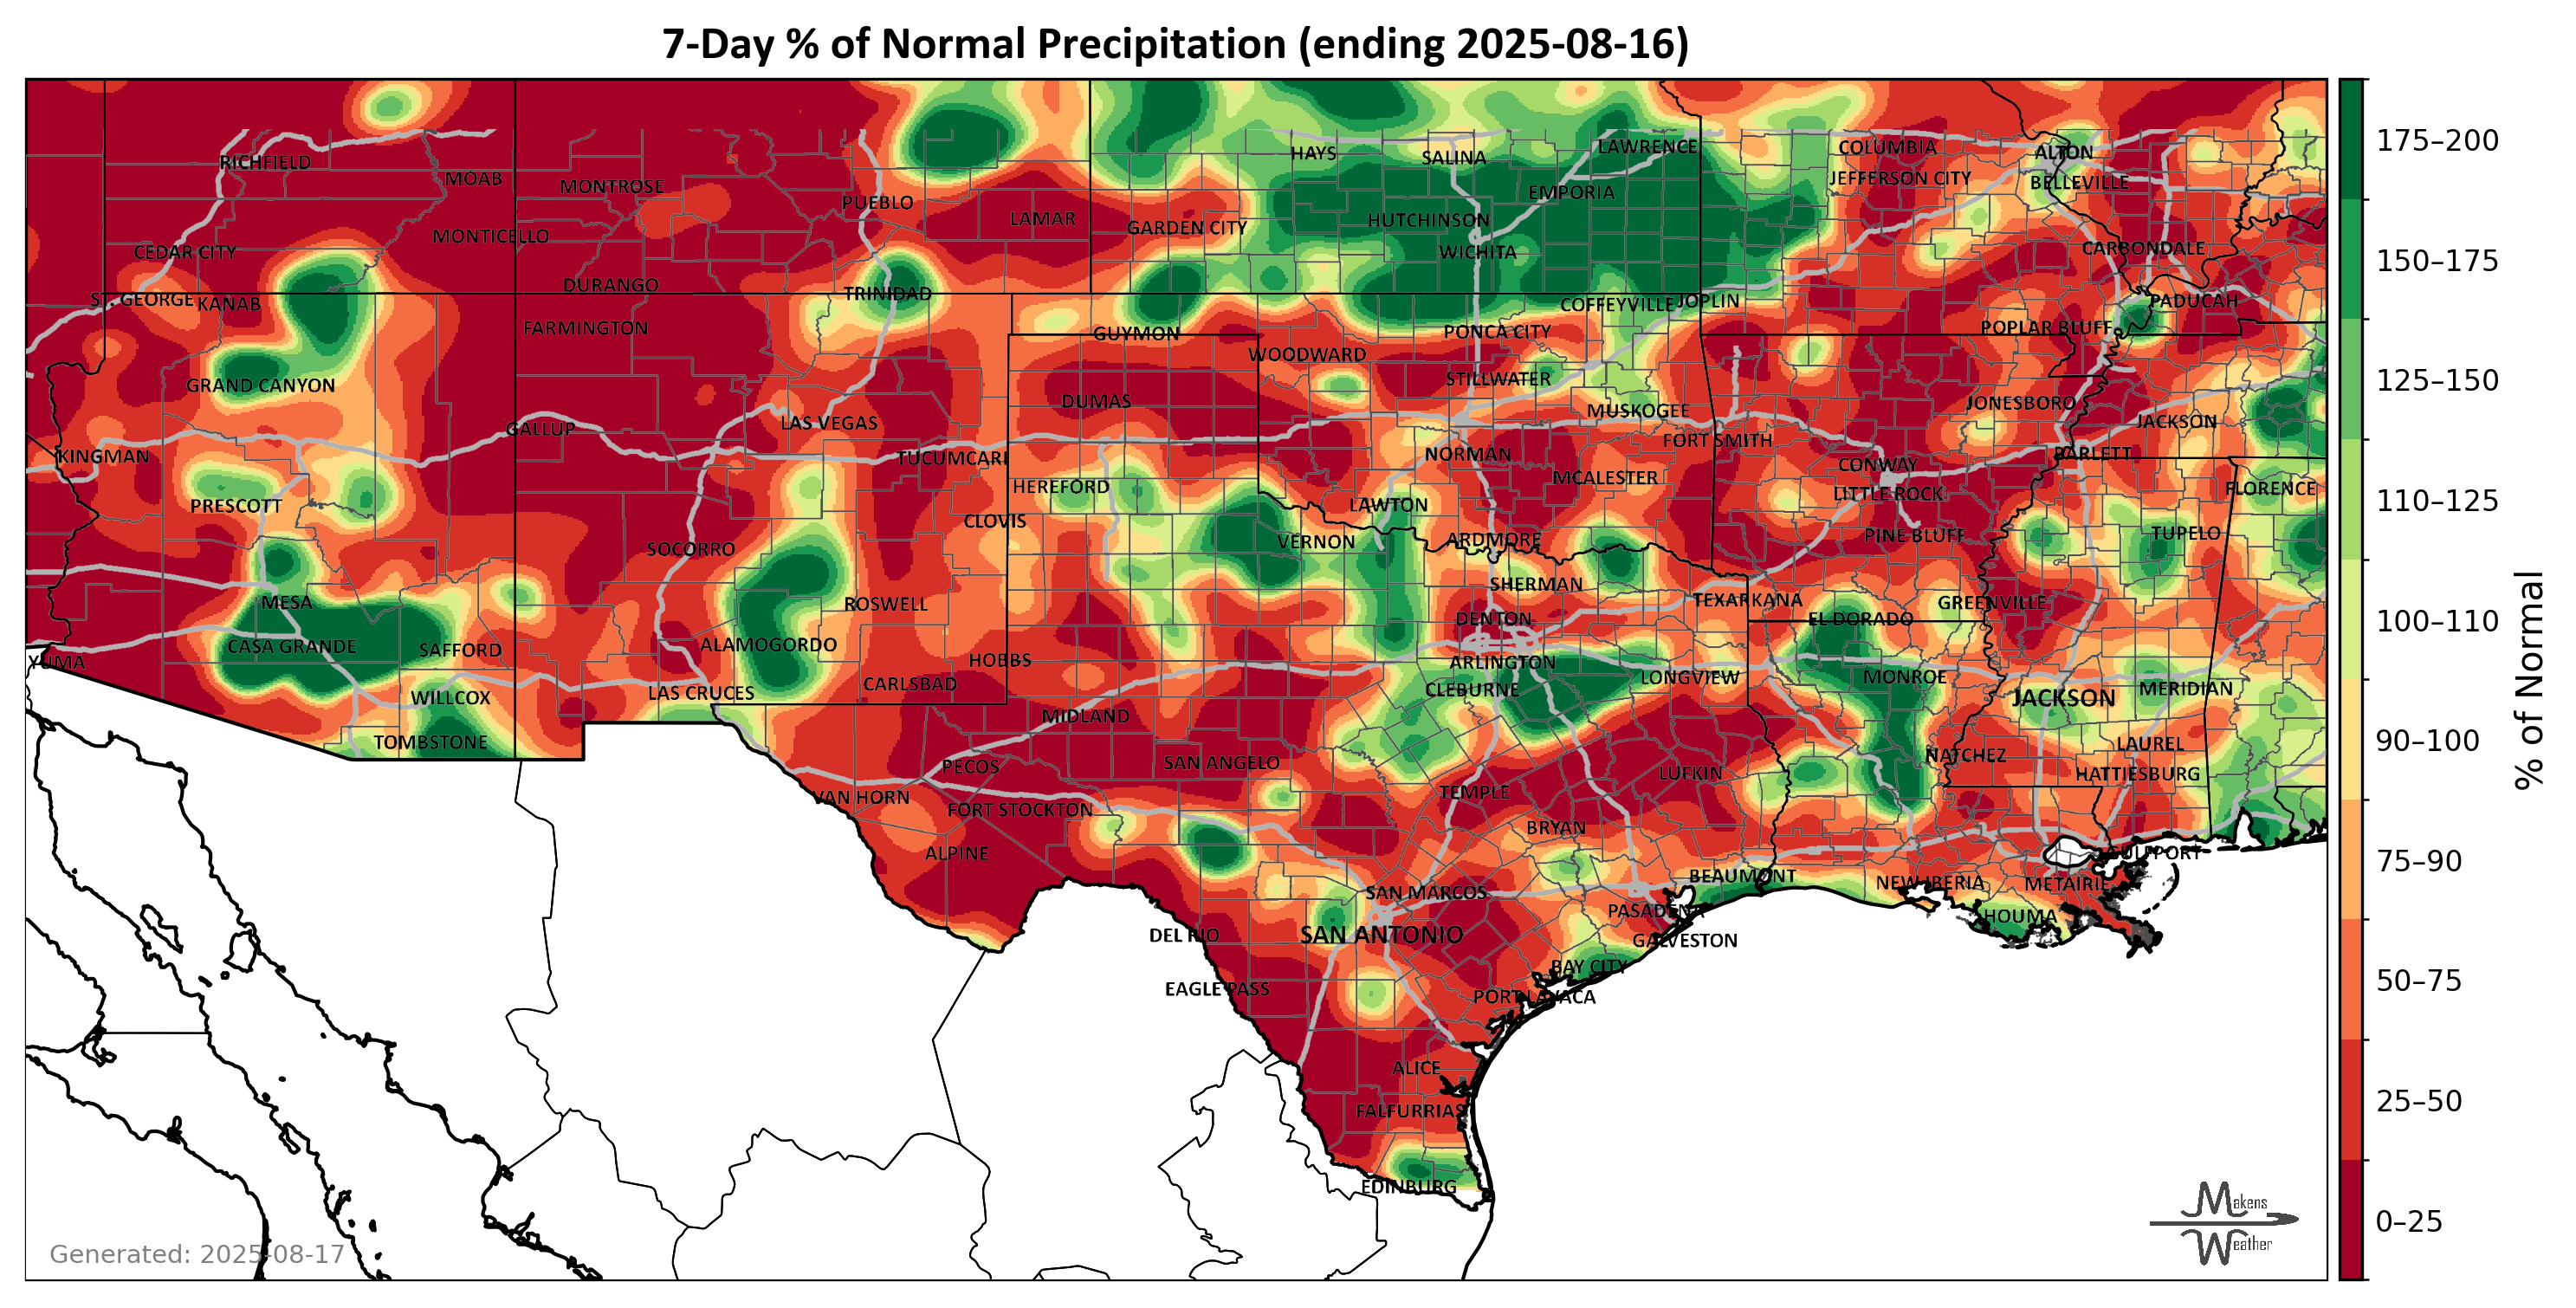 7-Day % of Normal Precipitation (ending 2025-08-16)
HAYS
SALINA
LAWRENCE
COLUMBIA
ALTON
RICHFIELD
MOAB
MONTROSE
PUEBLO
EMPORIA
JEFFERSON CITY
BELLEVILLE
LAMAR
GARDEN CITY
HUTCHINSON
MONTICELLO
WICHITA
CEDAR CITY
CARBONDALE
DURANGO
TRINIDAD
ST. GEORGE
KANAB
COFFEYVILLE
JOPLIN
PADUCAH
FARMINGTON
GUYMON
PONCA CITY
POPLAR BLUFF
WOODWARD
GRAND CANYON
STILLWATER
DUMAS
MUSKOGEE
JONESBORO
LAS VEGAS
JACKSON
GALLUP
FORT SMITH
KINGMAN
TUCUMCARI
NORMAN
BARLETT
CONWAY
HEREFORD
MCALESTER
LITTLE ROCK
FLORENCE
PRESCOTT
LAWTON
CLOVIS
TUPELO
SOCORRO
VERNON
ARDMORE
PINE BLUFF
SHERMAN
MESA
ROSWELL
DENTON
TEXARKANA
GREENVILLE
EL DORADO
CASA GRANDE
SAFFORD
ALAMOGORDO
HOBBS
ARLINGTON
YUMA
CARLSBAD
CLEBURNE
LONGVIEW
MONROE
MERIDIAN
WILLCOX
LAS CRUCES
JACKSON
MIDLAND
TOMBSTONE
LAUREL
NATCHEZ
PECOS
SAN ANGELO
LUFKIN
HATTIESBURG
VAN HORN
FORT STOCKTON
TEMPLE
BRYAN
ALPINE
GULFPORT
BEAUMONT
SAN MARCOS
NEW IBERIA
METAIRIE
PASADENA
HOUMA
DEL RIO
SAN ANTONIO
GALVESTON
BAY CITY
EAGLE PASS
PORT LAVACA
ALICE
FALFURRIAS
EDINBURG
175–200
150–175
125–150
110–125
100–110
90–100
75–90
50–75
25–50
0–25
% of Normal
Makens
Weather
Generated: 2025-08-17